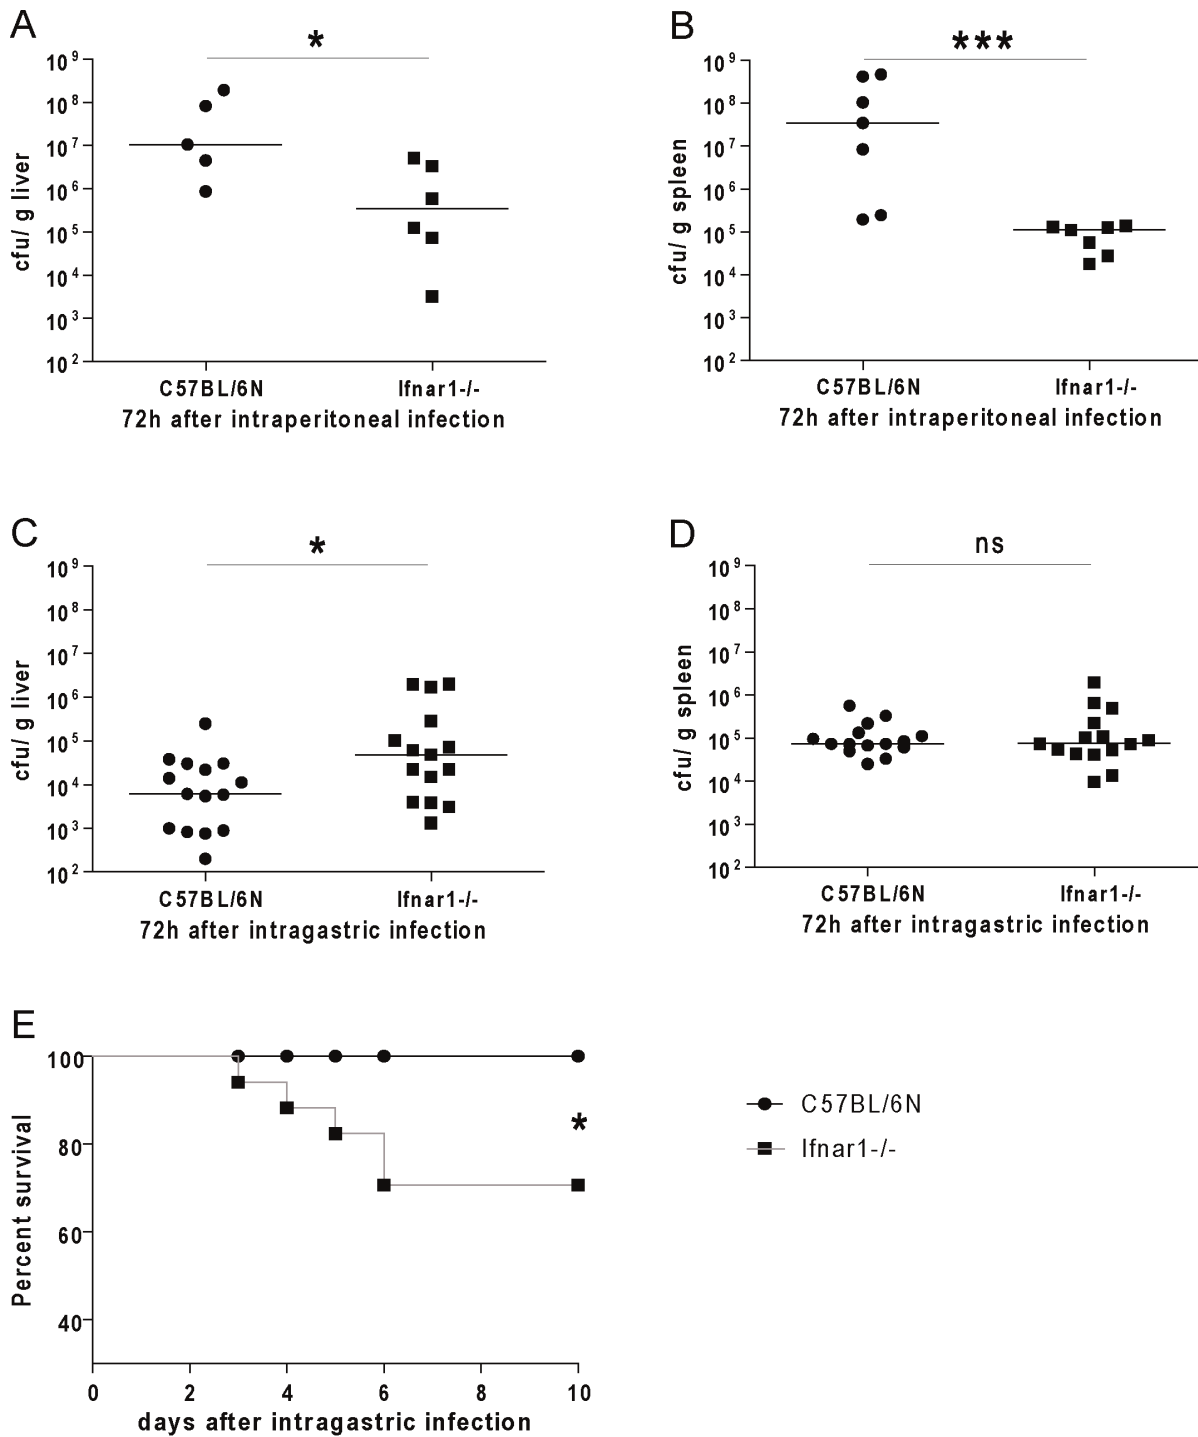 A
*
10^9
10^8
10^7
10^6
10^5
10^4
10^3
10^2
cfu/ g liver
C57BL/6N Ifnar1-/-
72h after intraperitoneal infection
B
***
10^9
10^8
10^7
10^6
10^5
10^4
10^3
10^2
cfu/ g spleen
C57BL/6N Ifnar1-/-
72h after intraperitoneal infection
C
*
10^9
10^8
10^7
10^6
10^5
10^4
10^3
10^2
cfu/ g liver
C57BL/6N Ifnar1-/-
72h after intragastric infection
D
ns
10^9
10^8
10^7
10^6
10^5
10^4
10^3
10^2
cfu/ g spleen
C57BL/6N Ifnar1-/-
72h after intragastric infection
E
100
80
60
40
Percent survival
*
0 2 4 6 8 10
days after intragastric infection
C57BL/6N
Ifnar1-/-